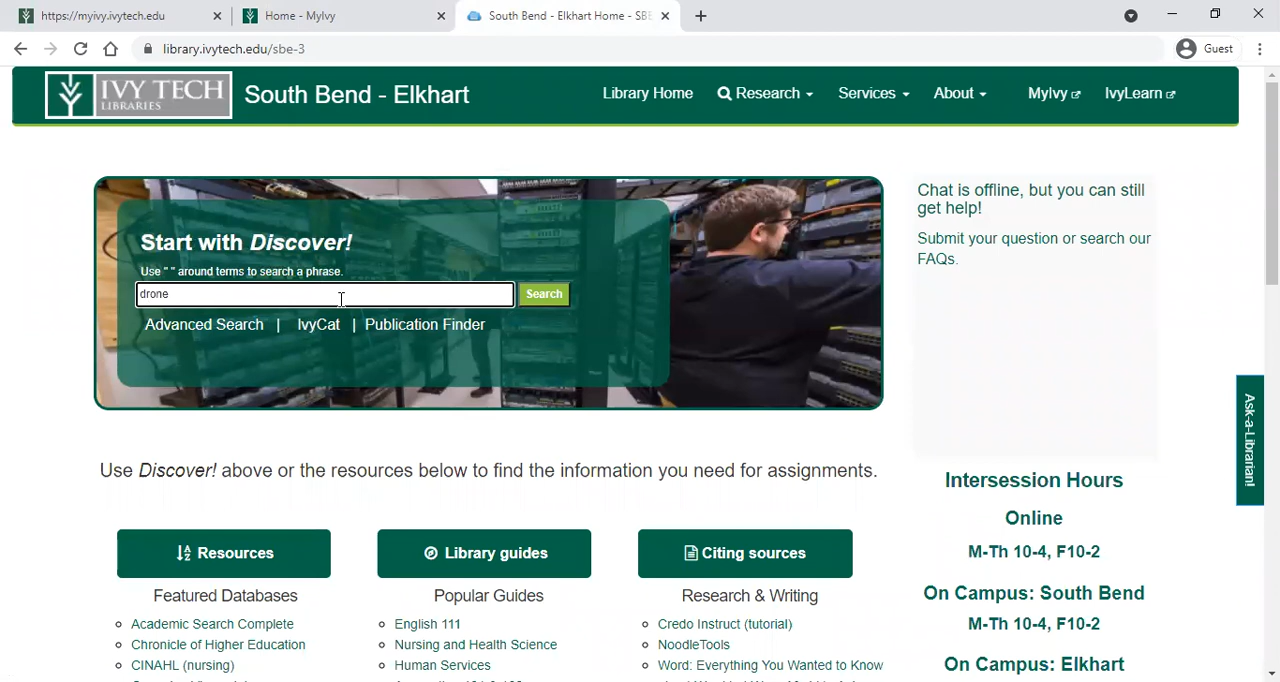 https://myivy.ivytech.edu
Home - MyIvy
South Bend - Elkhart Home - SBE
library.ivytech.edu/sbe-3
Guest
IVY TECH
LIBRARIES
South Bend - Elkhart
Library Home
Research
Services
About
MyIvy
IvyLearn
Start with Discover!
Use " " around terms to search a phrase.
drone
Search
Advanced Search | IvyCat | Publication Finder
Chat is offline, but you can still
get help!
Submit your question or search our
FAQs.
Ask-a-Librarian!
Use Discover! above or the resources below to find the information you need for assignments.
Resources
Featured Databases
Academic Search Complete
Chronicle of Higher Education
CINAHL (nursing)
Library guides
Popular Guides
English 111
Nursing and Health Science
Human Services
Citing sources
Research & Writing
Credo Instruct (tutorial)
NoodleTools
Word: Everything You Wanted to Know
Intersession Hours
Online
M-Th 10-4, F10-2
On Campus: South Bend
M-Th 10-4, F10-2
On Campus: Elkhart